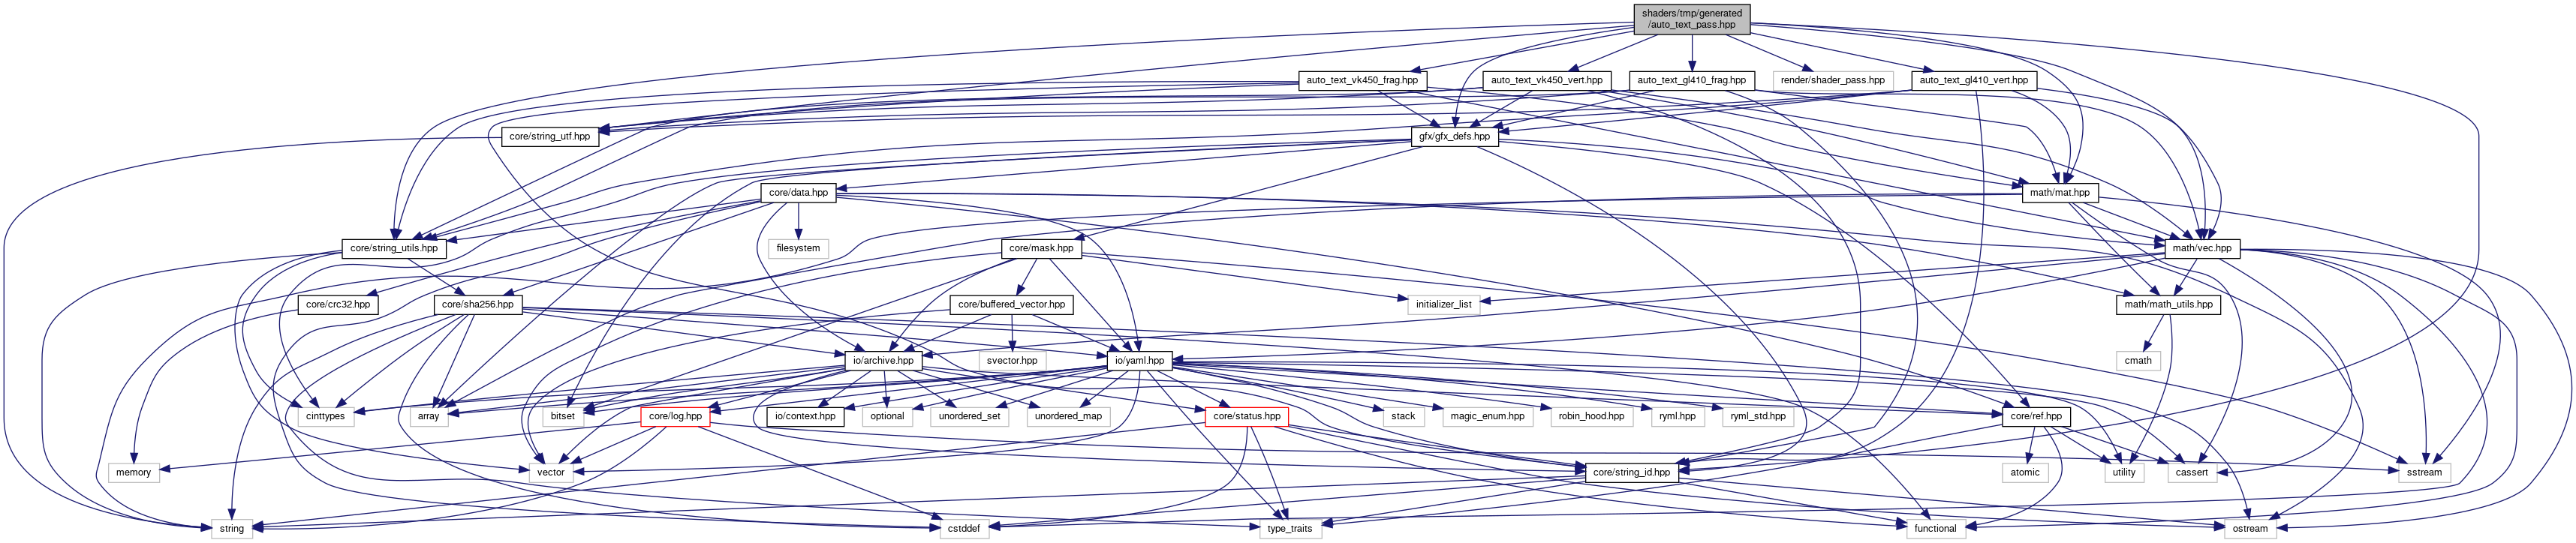 shaders/tmp/generated
/auto_text_pass.hpp
auto_text_vk450_frag.hpp
auto_text_vk450_vert.hpp
auto_text_gl410_frag.hpp
render/shader_pass.hpp
auto_text_gl410_vert.hpp
core/string_utf.hpp
gfx/gfx_defs.hpp
core/data.hpp
math/mat.hpp
core/string_utils.hpp
filesystem
core/mask.hpp
math/vec.hpp
core/crc32.hpp
core/sha256.hpp
core/buffered_vector.hpp
initializer_list
math/math_utils.hpp
io/archive.hpp
svector.hpp
io/yaml.hpp
cmath
cinttypes
array
bitset
core/log.hpp
io/context.hpp
optional
unordered_set
unordered_map
core/status.hpp
stack
magic_enum.hpp
robin_hood.hpp
ryml.hpp
ryml_std.hpp
core/ref.hpp
memory
vector
core/string_id.hpp
atomic
utility
cassert
sstream
string
cstddef
type_traits
functional
ostream